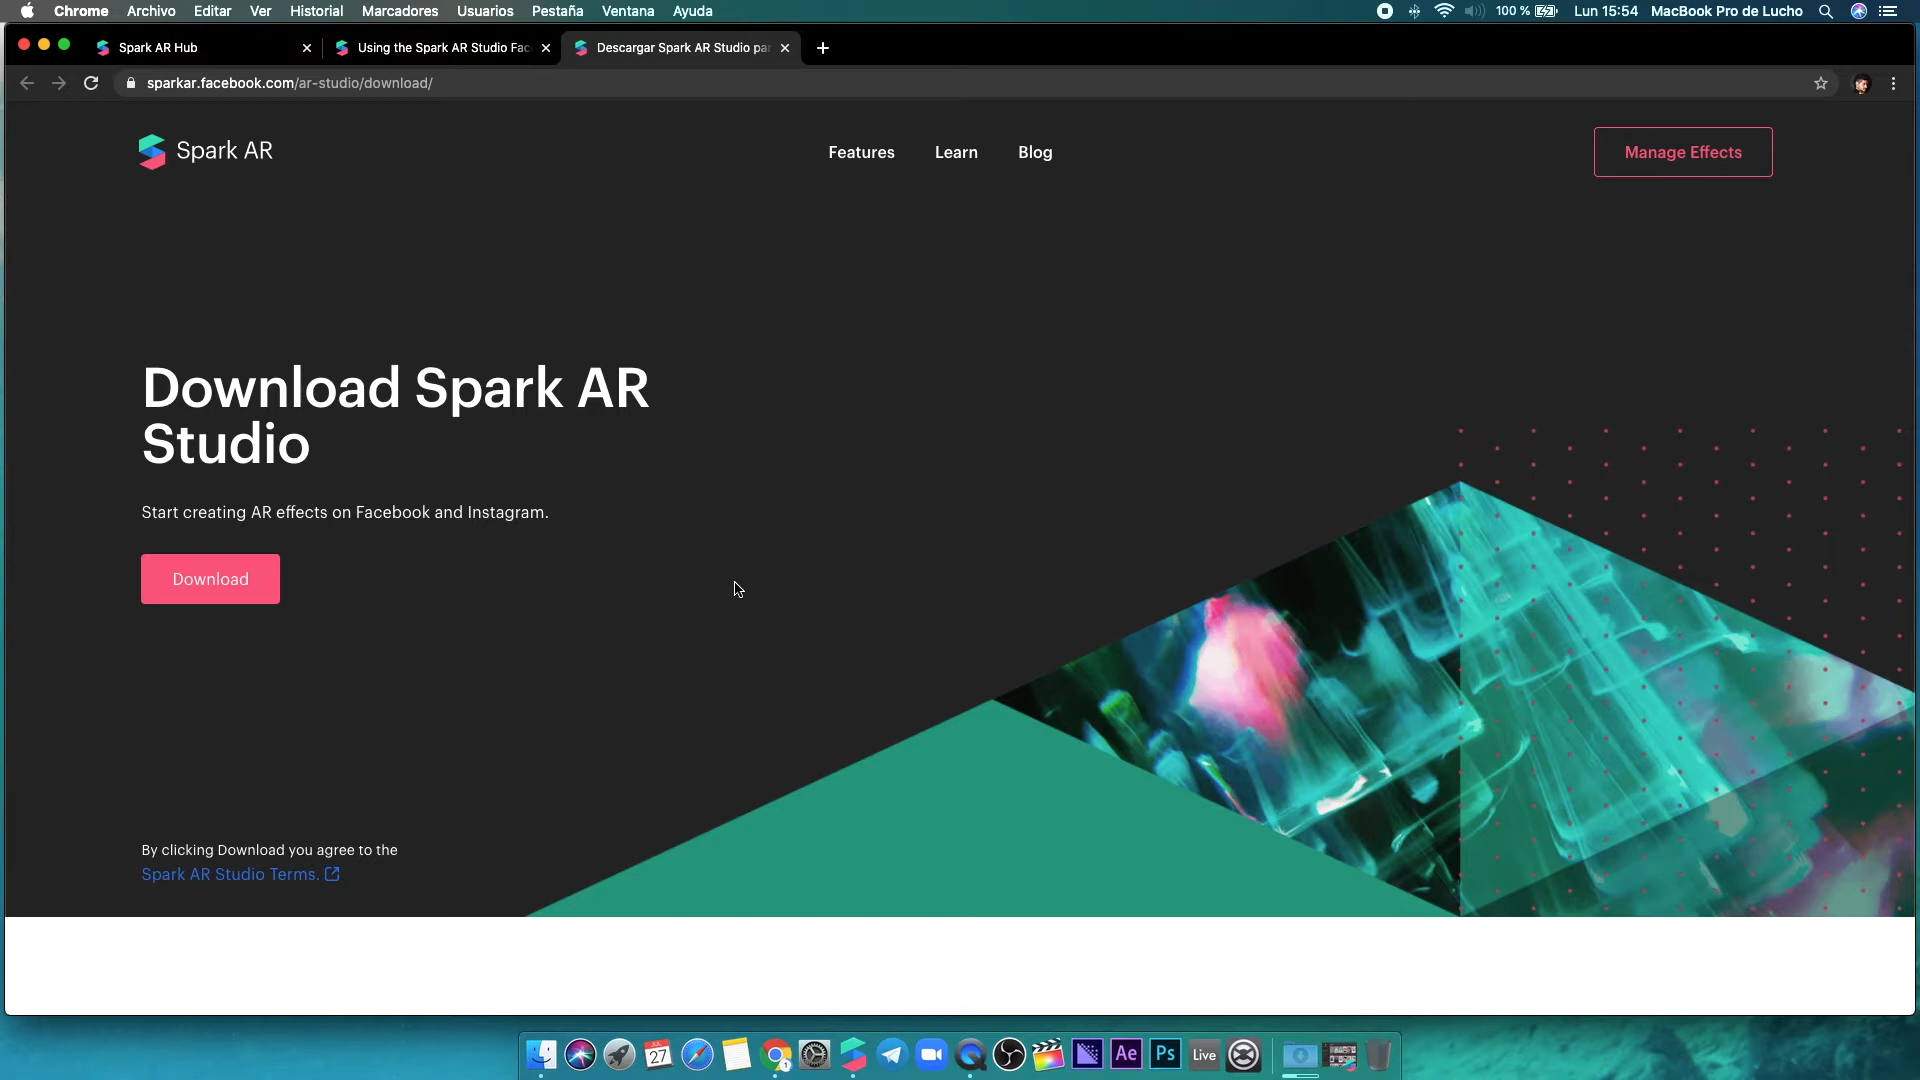 Chrome Archivo Editar Ver Historial Marcadores Usuarios Pestaña Ventana Ayuda 100 % Lun 15:54 MacBook Pro de Lucho
Spark AR Hub Using the Spark AR Studio Fac Descargar Spark AR Studio par
sparkar.facebook.com/ar-studio/download/
Spark AR Features Learn Blog Manage Effects
Download Spark AR
Studio
Start creating AR effects on Facebook and Instagram.
Download
By clicking Download you agree to the
Spark AR Studio Terms.
JUL
27
1
Ae
Ps
Live